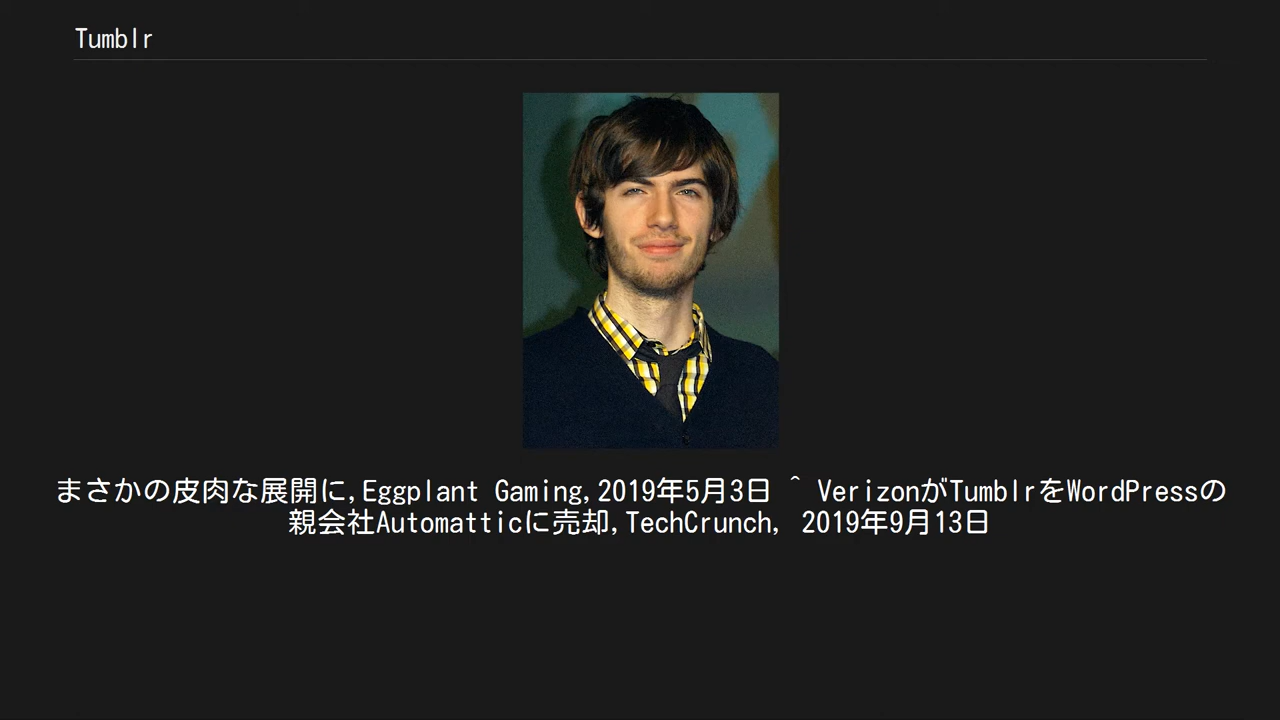 Tumblr
まさかの皮肉な展開に,Eggplant Gaming,2019年5月3日 ^ VerizonがTumblrをWordPressの
親会社Automatticに売却,TechCrunch, 2019年9月13日